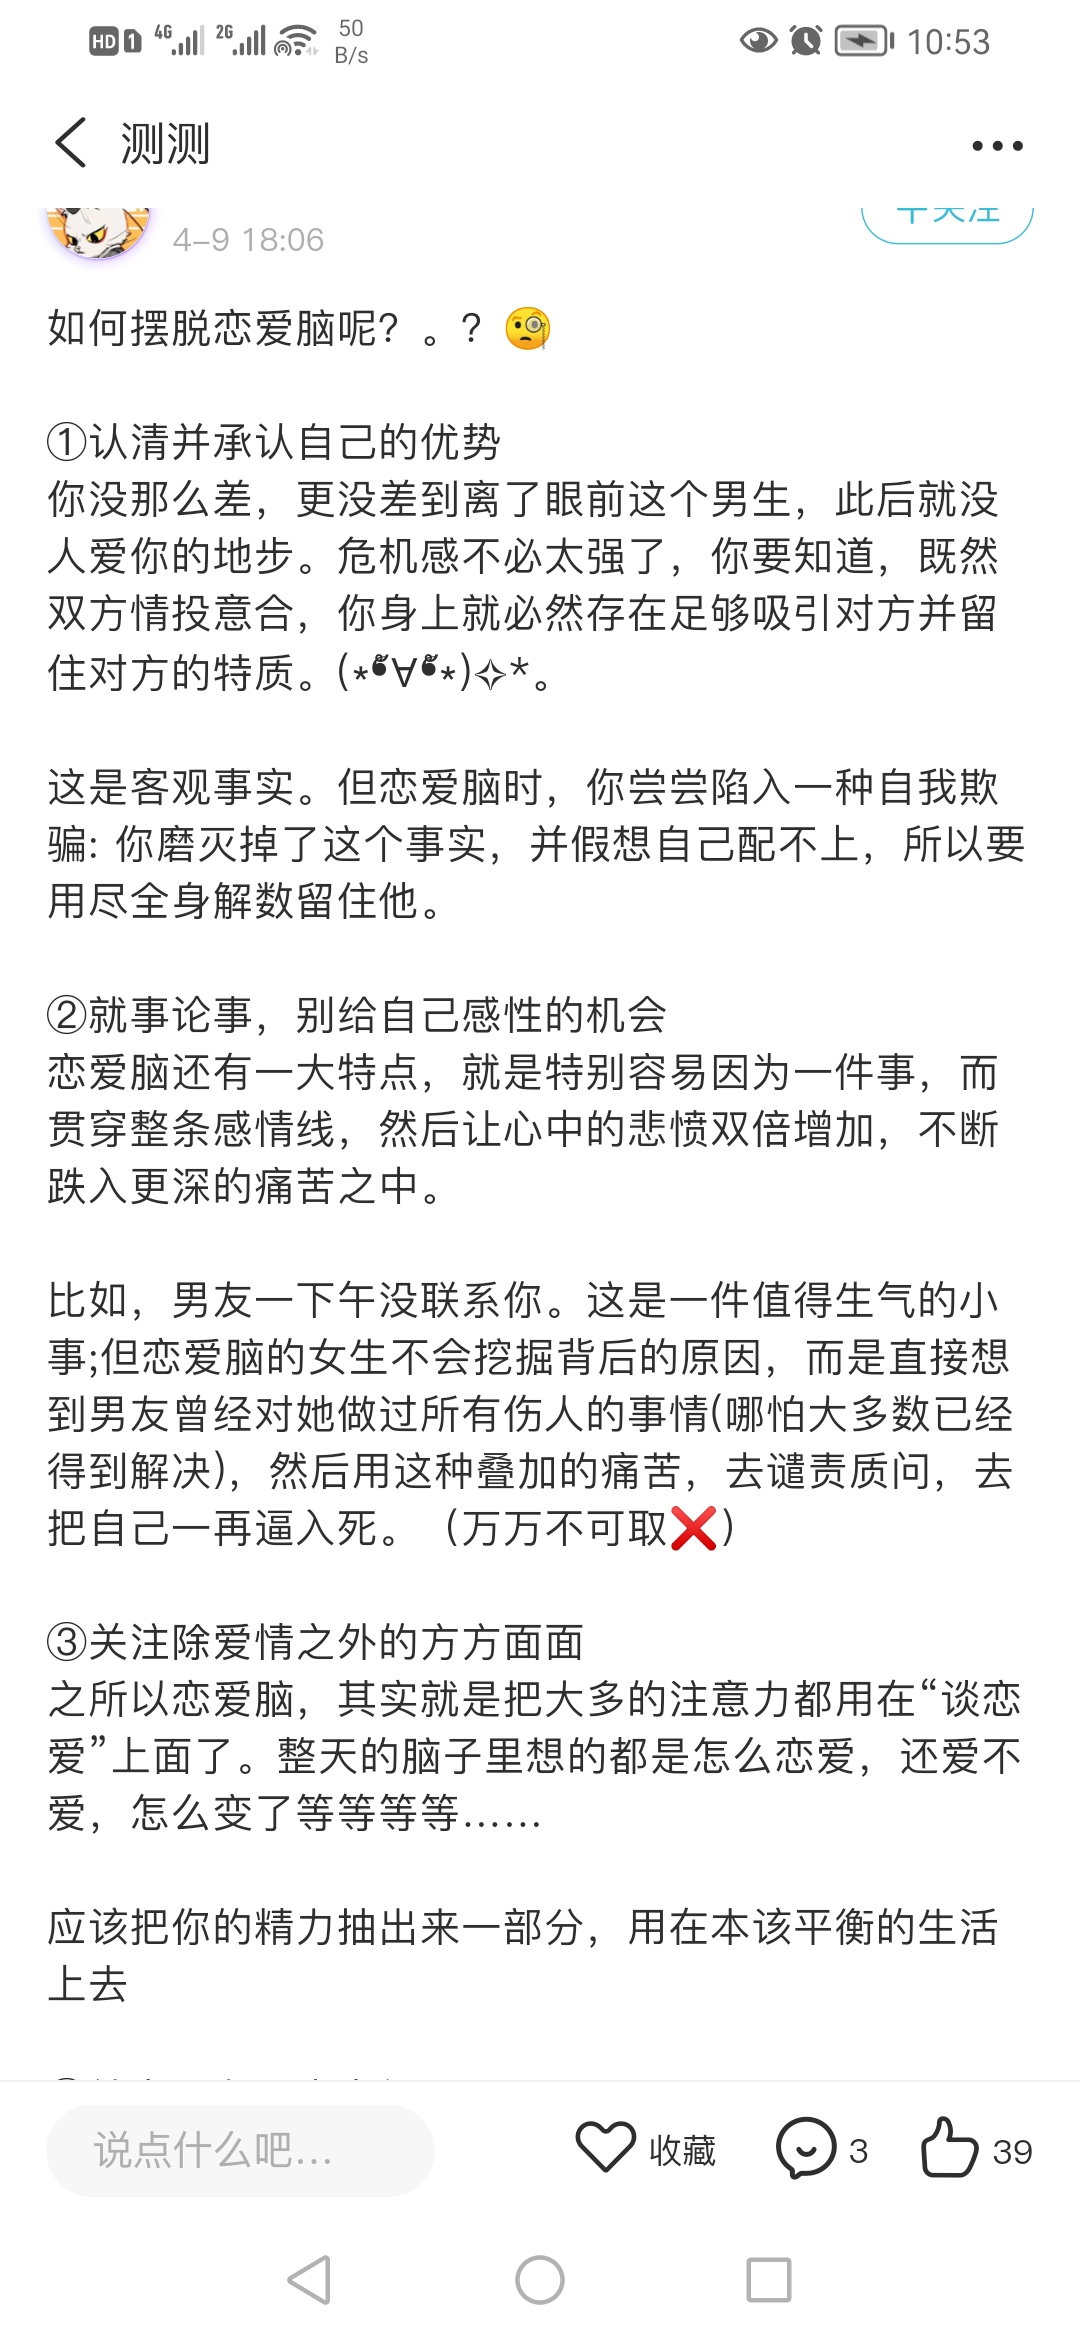 HD 1 4G 2G 50 B/s 10:53
测测
4-9 18:06
如何摆脱恋爱脑呢？。？🧐
①认清并承认自己的优势
你没那么差，更没差到离了眼前这个男生，此后就没
人爱你的地步。危机感不必太强了，你要知道，既然
双方情投意合，你身上就必然存在足够吸引对方并留
住对方的特质。(*❛͂∀❛͂*)✧*。
这是客观事实。但恋爱脑时，你尝尝陷入一种自我欺
骗: 你磨灭掉了这个事实，并假想自己配不上，所以要
用尽全身解数留住他。
②就事论事，别给自己感性的机会
恋爱脑还有一大特点，就是特别容易因为一件事，而
贯穿整条感情线，然后让心中的悲愤双倍增加，不断
跌入更深的痛苦之中。
比如，男友一下午没联系你。这是一件值得生气的小
事;但恋爱脑的女生不会挖掘背后的原因，而是直接想
到男友曾经对她做过所有伤人的事情(哪怕大多数已经
得到解决)，然后用这种叠加的痛苦，去谴责质问，去
把自己一再逼入死。（万万不可取❌）
③关注除爱情之外的方方面面
之所以恋爱脑，其实就是把大多的注意力都用在“谈恋
爱”上面了。整天的脑子里想的都是怎么恋爱，还爱不
爱，怎么变了等等等等……
应该把你的精力抽出来一部分，用在本该平衡的生活
上去
说点什么吧... 收藏 3 39